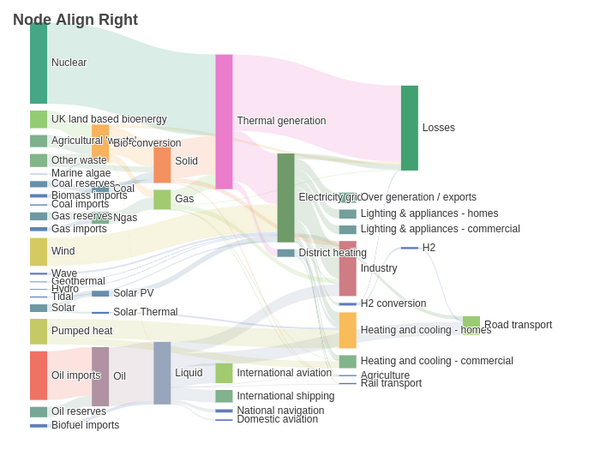 Node Align Right
Nuclear
UK land based bioenergy
Agricultural 'waste'
Other waste
Marine algae
Coal reserves
Biomass imports
Coal imports
Gas reserves
Gas imports
Wind
Wave
Geothermal
Hydro
Tidal
Solar
Pumped heat
Oil imports
Oil reserves
Biofuel imports
Bio-conversion
Coal
Ngas
Solar PV
Solar Thermal
Oil
Solid
Gas
Liquid
Thermal generation
International aviation
International shipping
National navigation
Domestic aviation
Electricity grid
District heating
Over generation / exports
Lighting & appliances - homes
Lighting & appliances - commercial
Industry
H2 conversion
Heating and cooling - homes
Heating and cooling - commercial
Agriculture
Rail transport
Losses
H2
Road transport